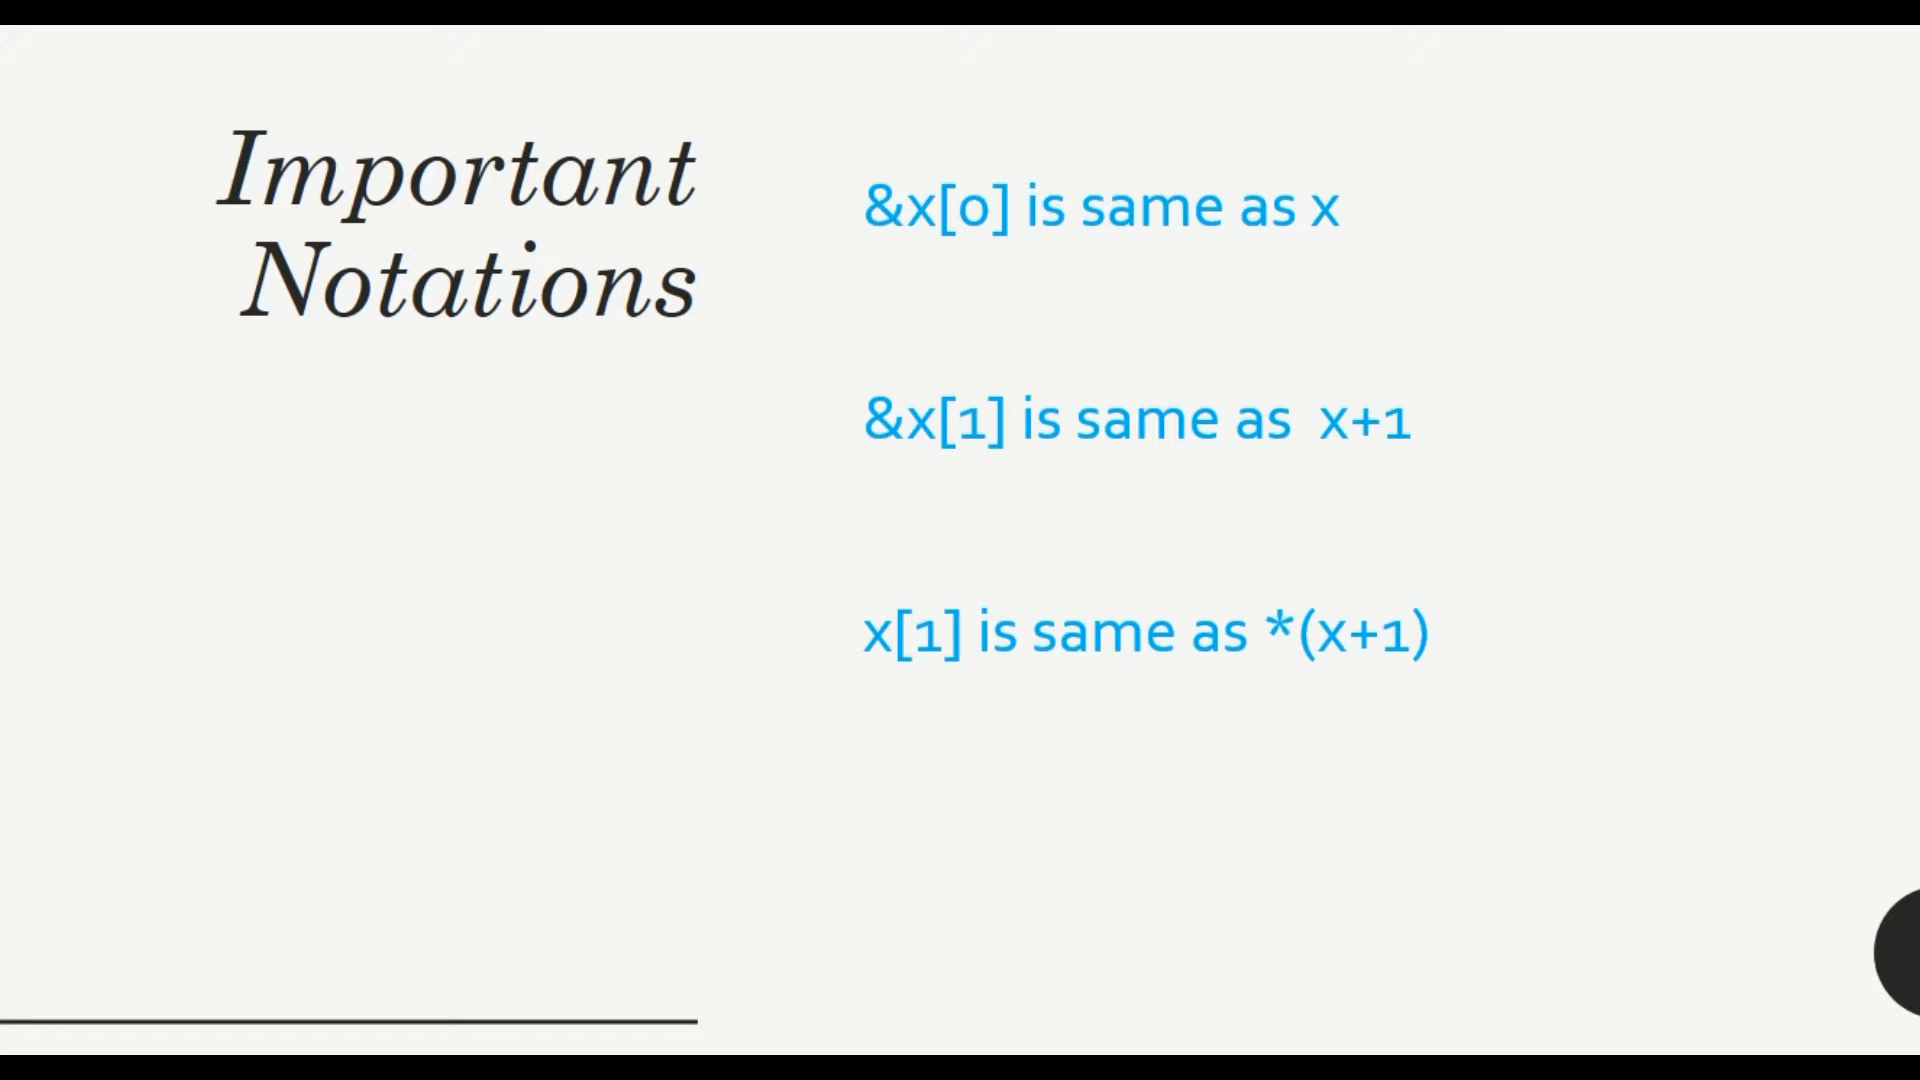 Important
Notations
&x[0] is same as x
&x[1] is same as  x+1
x[1] is same as *(x+1)